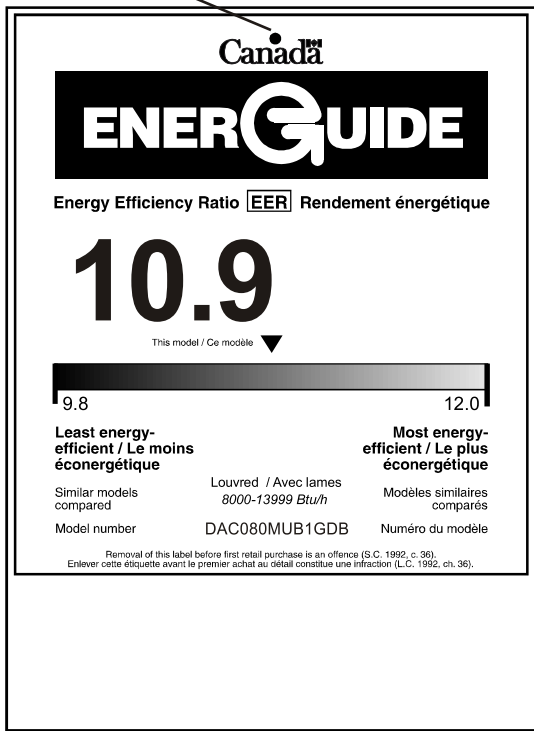 Canada
ENERGUIDE
Energy Efficiency Ratio EER Rendement énergétique
10.9
This model / Ce modèle
9.8
12.0
Least energy-
efficient / Le moins
éconergétique
Most energy-
efficient / Le plus
éconergétique
Similar models
compared
Louvred / Avec lames
8000-13999 Btu/h
Modèles similaires
comparés
Model number
DAC080MUB1GDB
Numéro du modèle
Removal of this label before first retail purchase is an offence (S.C. 1992, c. 36).
Enlever cette étiquette avant le premier achat au détail constitue une infraction (L.C. 1992, ch. 36).